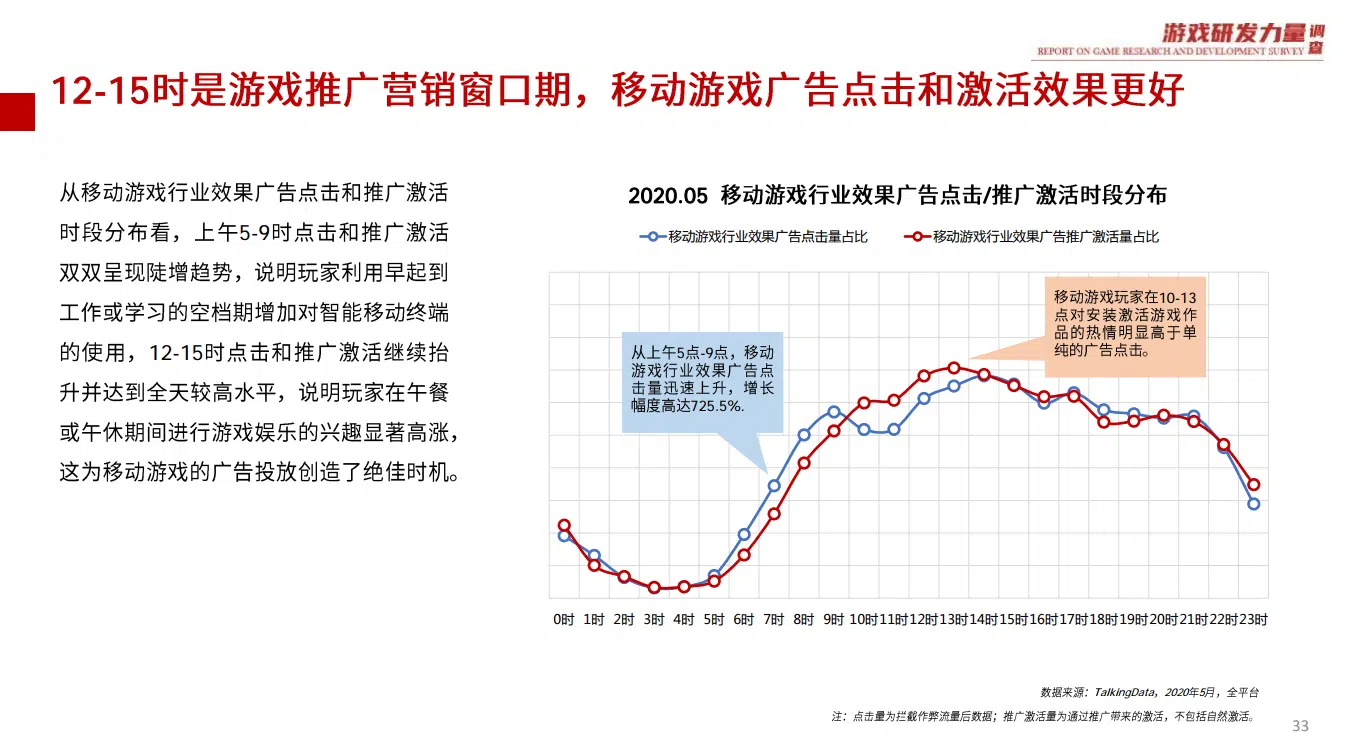 游戏研发力量调查
REPORT ON GAME RESEARCH AND DEVELOPMENT SURVEY
12-15时是游戏推广营销窗口期，移动游戏广告点击和激活效果更好
从移动游戏行业效果广告点击和推广激活
时段分布看，上午5-9时点击和推广激活
双双呈现陡增趋势，说明玩家利用早起到
工作或学习的空档期增加对智能移动终端
的使用，12-15时点击和推广激活继续抬
升并达到全天较高水平，说明玩家在午餐
或午休期间进行游戏娱乐的兴趣显著高涨，
这为移动游戏的广告投放创造了绝佳时机。
2020.05 移动游戏行业效果广告点击/推广激活时段分布
移动游戏行业效果广告点击量占比 移动游戏行业效果广告推广激活量占比
从上午5点-9点，移动
游戏行业效果广告点
击量迅速上升，增长
幅度高达725.5%.
移动游戏玩家在10-13
点对安装激活游戏作
品的热情明显高于单
纯的广告点击。
0时 1时 2时 3时 4时 5时 6时 7时 8时 9时 10时 11时 12时 13时 14时 15时 16时 17时 18时 19时 20时 21时 22时 23时
数据来源：TalkingData，2020年5月，全平台
注：点击量为拦截作弊流量后数据；推广激活量为通过推广带来的激活，不包括自然激活。
33